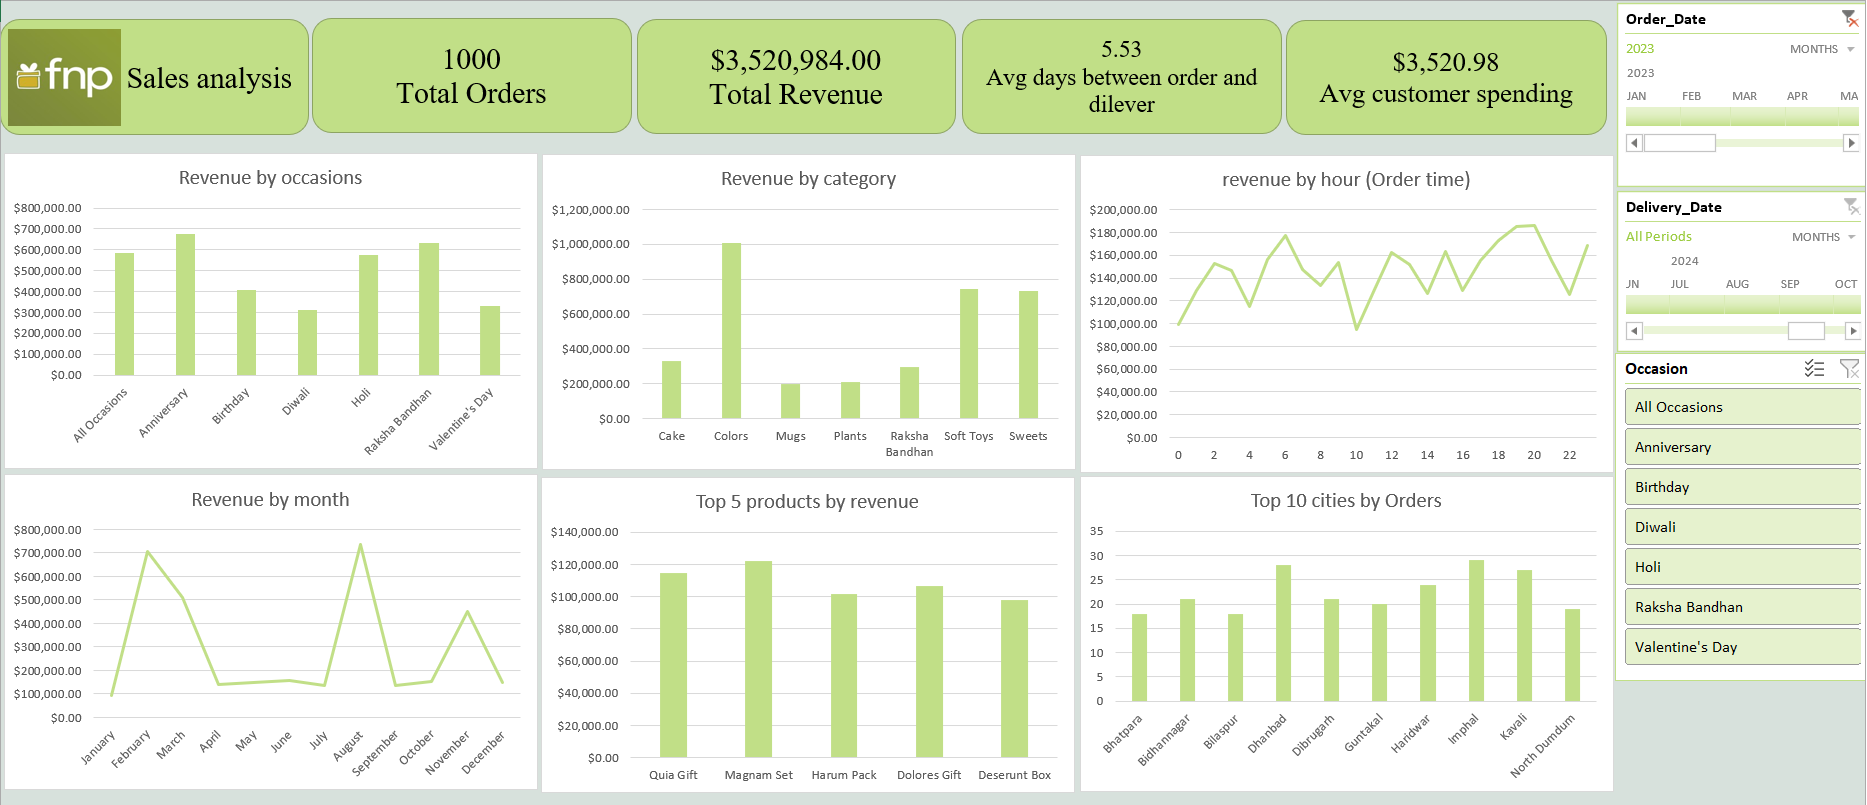 fnp
Sales analysis
1000
Total Orders
$3,520,984.00
Total Revenue
5.53
Avg days between order and
dilever
$3,520.98
Avg customer spending
Order_Date
2023 MONTHS
2023
JAN FEB MAR APR MA
Delivery_Date
All Periods MONTHS
2024
JN JUL AUG SEP OCT
Occasion
All Occasions
Anniversary
Birthday
Diwali
Holi
Raksha Bandhan
Valentine's Day
Revenue by occasions
$800,000.00
$700,000.00
$600,000.00
$500,000.00
$400,000.00
$300,000.00
$200,000.00
$100,000.00
$0.00
All Occasions
Anniversary
Birthday
Diwali
Holi
Raksha Bandhan
Valentine's Day
Revenue by category
$1,200,000.00
$1,000,000.00
$800,000.00
$600,000.00
$400,000.00
$200,000.00
$0.00
Cake Colors Mugs Plants Raksha Soft Toys Sweets
Bandhan
revenue by hour (Order time)
$200,000.00
$180,000.00
$160,000.00
$140,000.00
$120,000.00
$100,000.00
$80,000.00
$60,000.00
$40,000.00
$20,000.00
$0.00
0 2 4 6 8 10 12 14 16 18 20 22
Revenue by month
$800,000.00
$700,000.00
$600,000.00
$500,000.00
$400,000.00
$300,000.00
$200,000.00
$100,000.00
$0.00
January
February
March
April
May
June
July
August
September
October
November
December
Top 5 products by revenue
$140,000.00
$120,000.00
$100,000.00
$80,000.00
$60,000.00
$40,000.00
$20,000.00
$0.00
Quia Gift Magnam Set Harum Pack Dolores Gift Deserunt Box
Top 10 cities by Orders
35
30
25
20
15
10
5
0
Bhatpara
Bidhannagar
Bilaspur
Dhanbad
Dibrugarh
Guntakal
Haridwar
Imphal
Kavali
North Dumdum